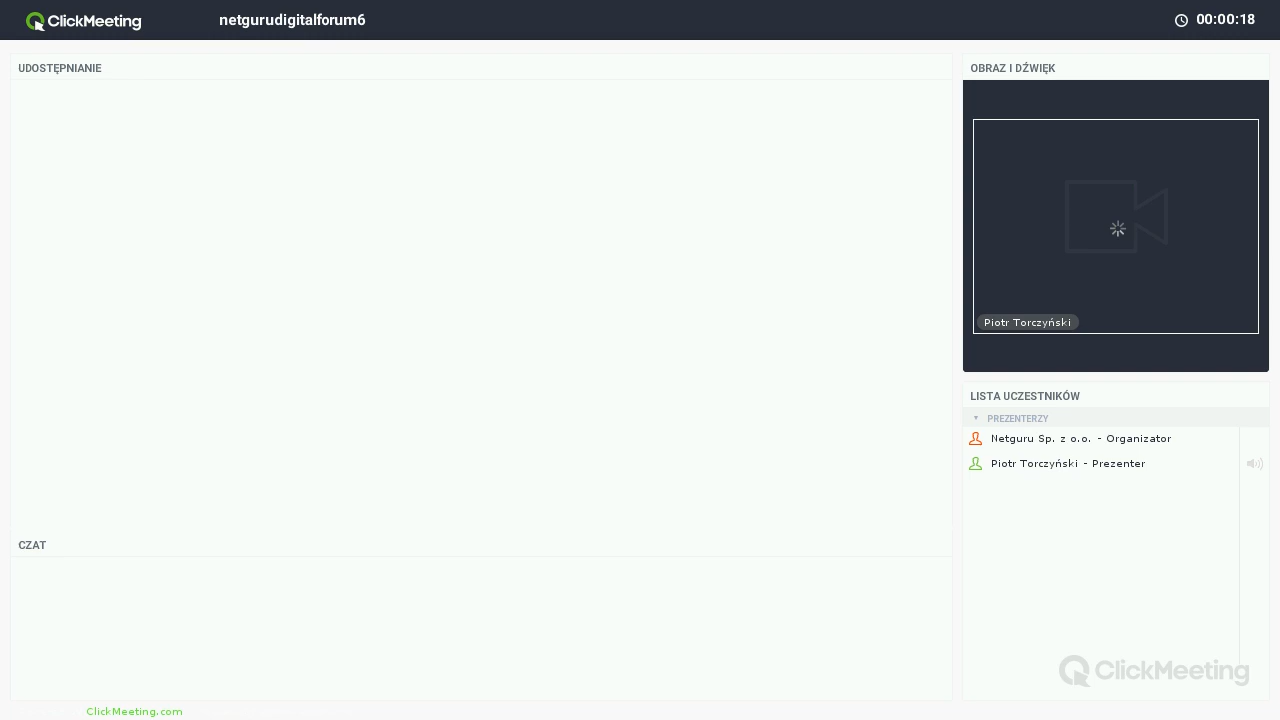 ClickMeeting
netgurudigitalforum6
00:00:18
UDOSTĘPNIANIE
OBRAZ I DŹWIĘK
Piotr Torczyński
LISTA UCZESTNIKÓW
PREZENTERZY
Netguru Sp. z o.o. - Organizator
Piotr Torczyński - Prezenter
CZAT
ClickMeeting
ClickMeeting.com